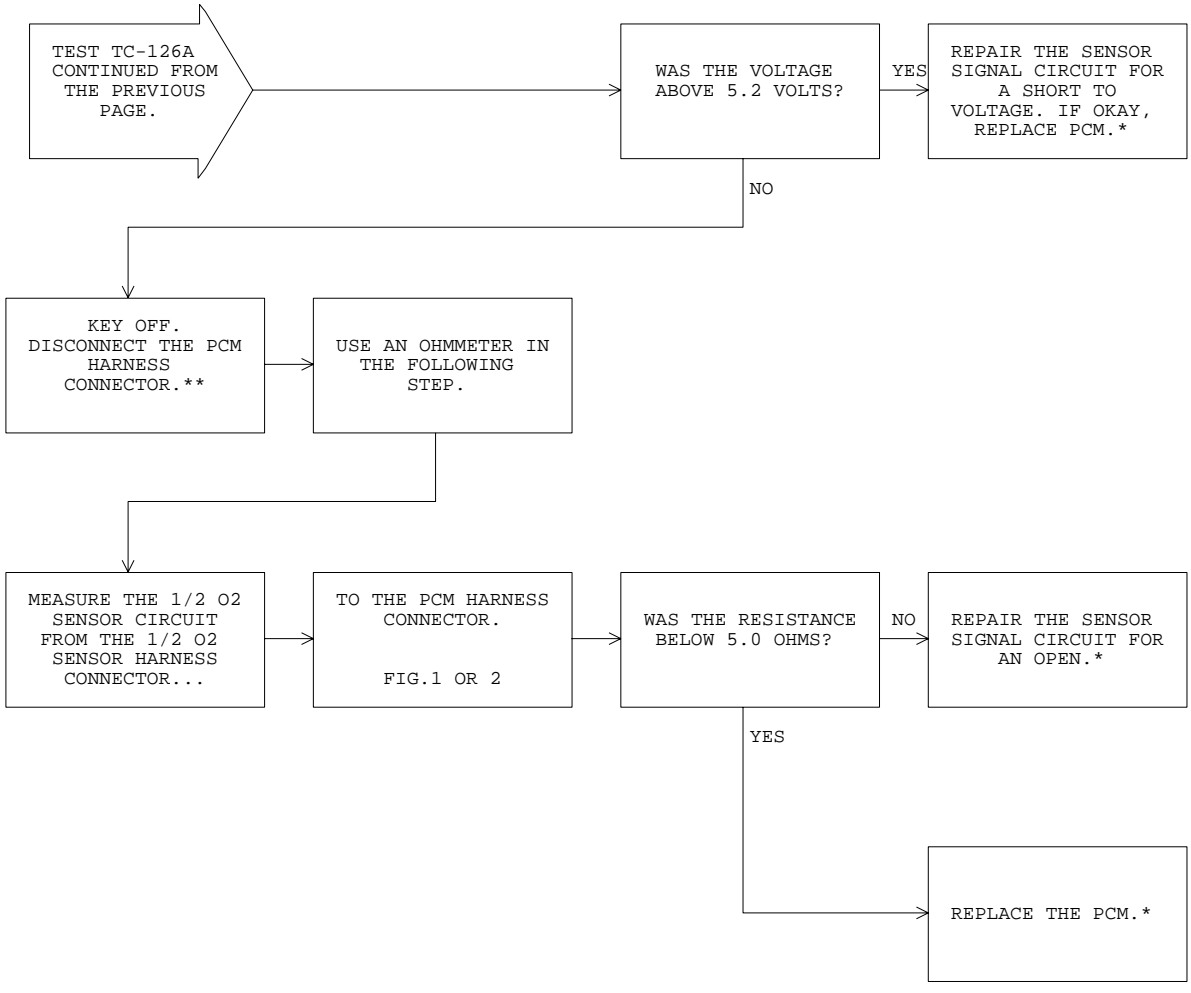 TEST TC-126A
CONTINUED FROM
THE PREVIOUS
PAGE.
WAS THE VOLTAGE
ABOVE 5.2 VOLTS?
YES
REPAIR THE SENSOR
SIGNAL CIRCUIT FOR
A SHORT TO
VOLTAGE. IF OKAY,
REPLACE PCM.*
NO
KEY OFF.
DISCONNECT THE PCM
HARNESS
CONNECTOR.**
USE AN OHMMETER IN
THE FOLLOWING
STEP.
MEASURE THE 1/2 O2
SENSOR CIRCUIT
FROM THE 1/2 O2
SENSOR HARNESS
CONNECTOR...
TO THE PCM HARNESS
CONNECTOR.
FIG.1 OR 2
WAS THE RESISTANCE
BELOW 5.0 OHMS?
NO
REPAIR THE SENSOR
SIGNAL CIRCUIT FOR
AN OPEN.*
YES
REPLACE THE PCM.*